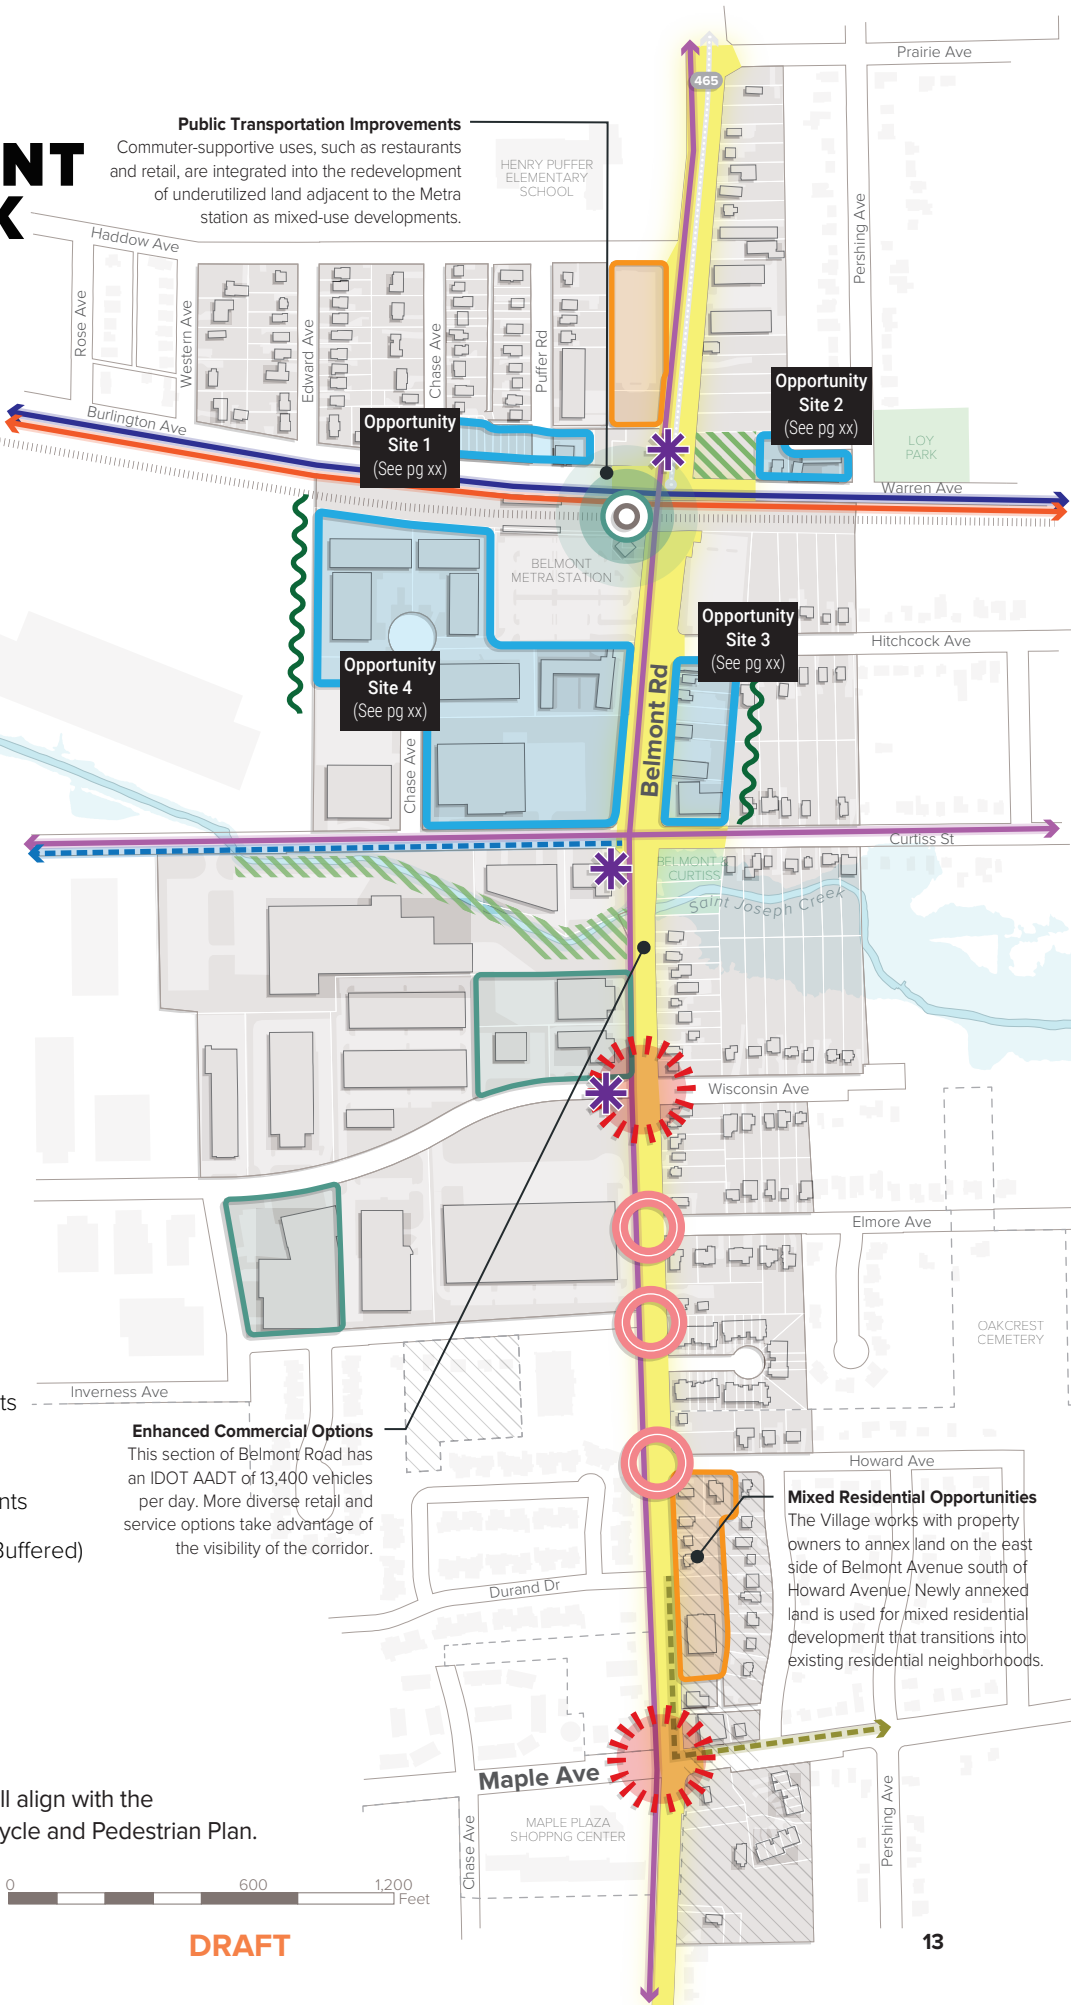 Prairie Ave
465
Public Transportation Improvements
Commuter-supportive uses, such as restaurants
and retail, are integrated into the redevelopment
of underutilized land adjacent to the Metra
station as mixed-use developments.
NT
K
HENRY PUFFER
ELEMENTARY
SCHOOL
Haddow Ave
Pershing Ave
Rose Ave
Western Ave
Edward Ave
Chase Ave
Puffer Rd
Burlington Ave
Opportunity
Site 1
(See pg xx)
Opportunity
Site 2
(See pg xx)
LOY
PARK
Warren Ave
BELMONT
METRA STATION
Opportunity
Site 3
(See pg xx)
Hitchcock Ave
Opportunity
Site 4
(See pg xx)
Belmont Rd
Chase Ave
Curtiss St
BELMONT &
CURTISS
Saint Joseph Creek
Wisconsin Ave
Elmore Ave
OAKCREST
CEMETERY
Inverness Ave
ts
Enhanced Commercial Options
This section of Belmont Road has
an IDOT AADT of 13,400 vehicles
per day. More diverse retail and
service options take advantage of
the visibility of the corridor.
Howard Ave
nts
Buffered)
Mixed Residential Opportunities
The Village works with property
owners to annex land on the east
side of Belmont Avenue south of
Howard Avenue. Newly annexed
land is used for mixed residential
development that transitions into
existing residential neighborhoods.
Durand Dr
Maple Ave
ll align with the
ycle and Pedestrian Plan.
MAPLE PLAZA
SHOPPNG CENTER
Chase Ave
Pershing Ave
0 600 1,200
Feet
DRAFT
13